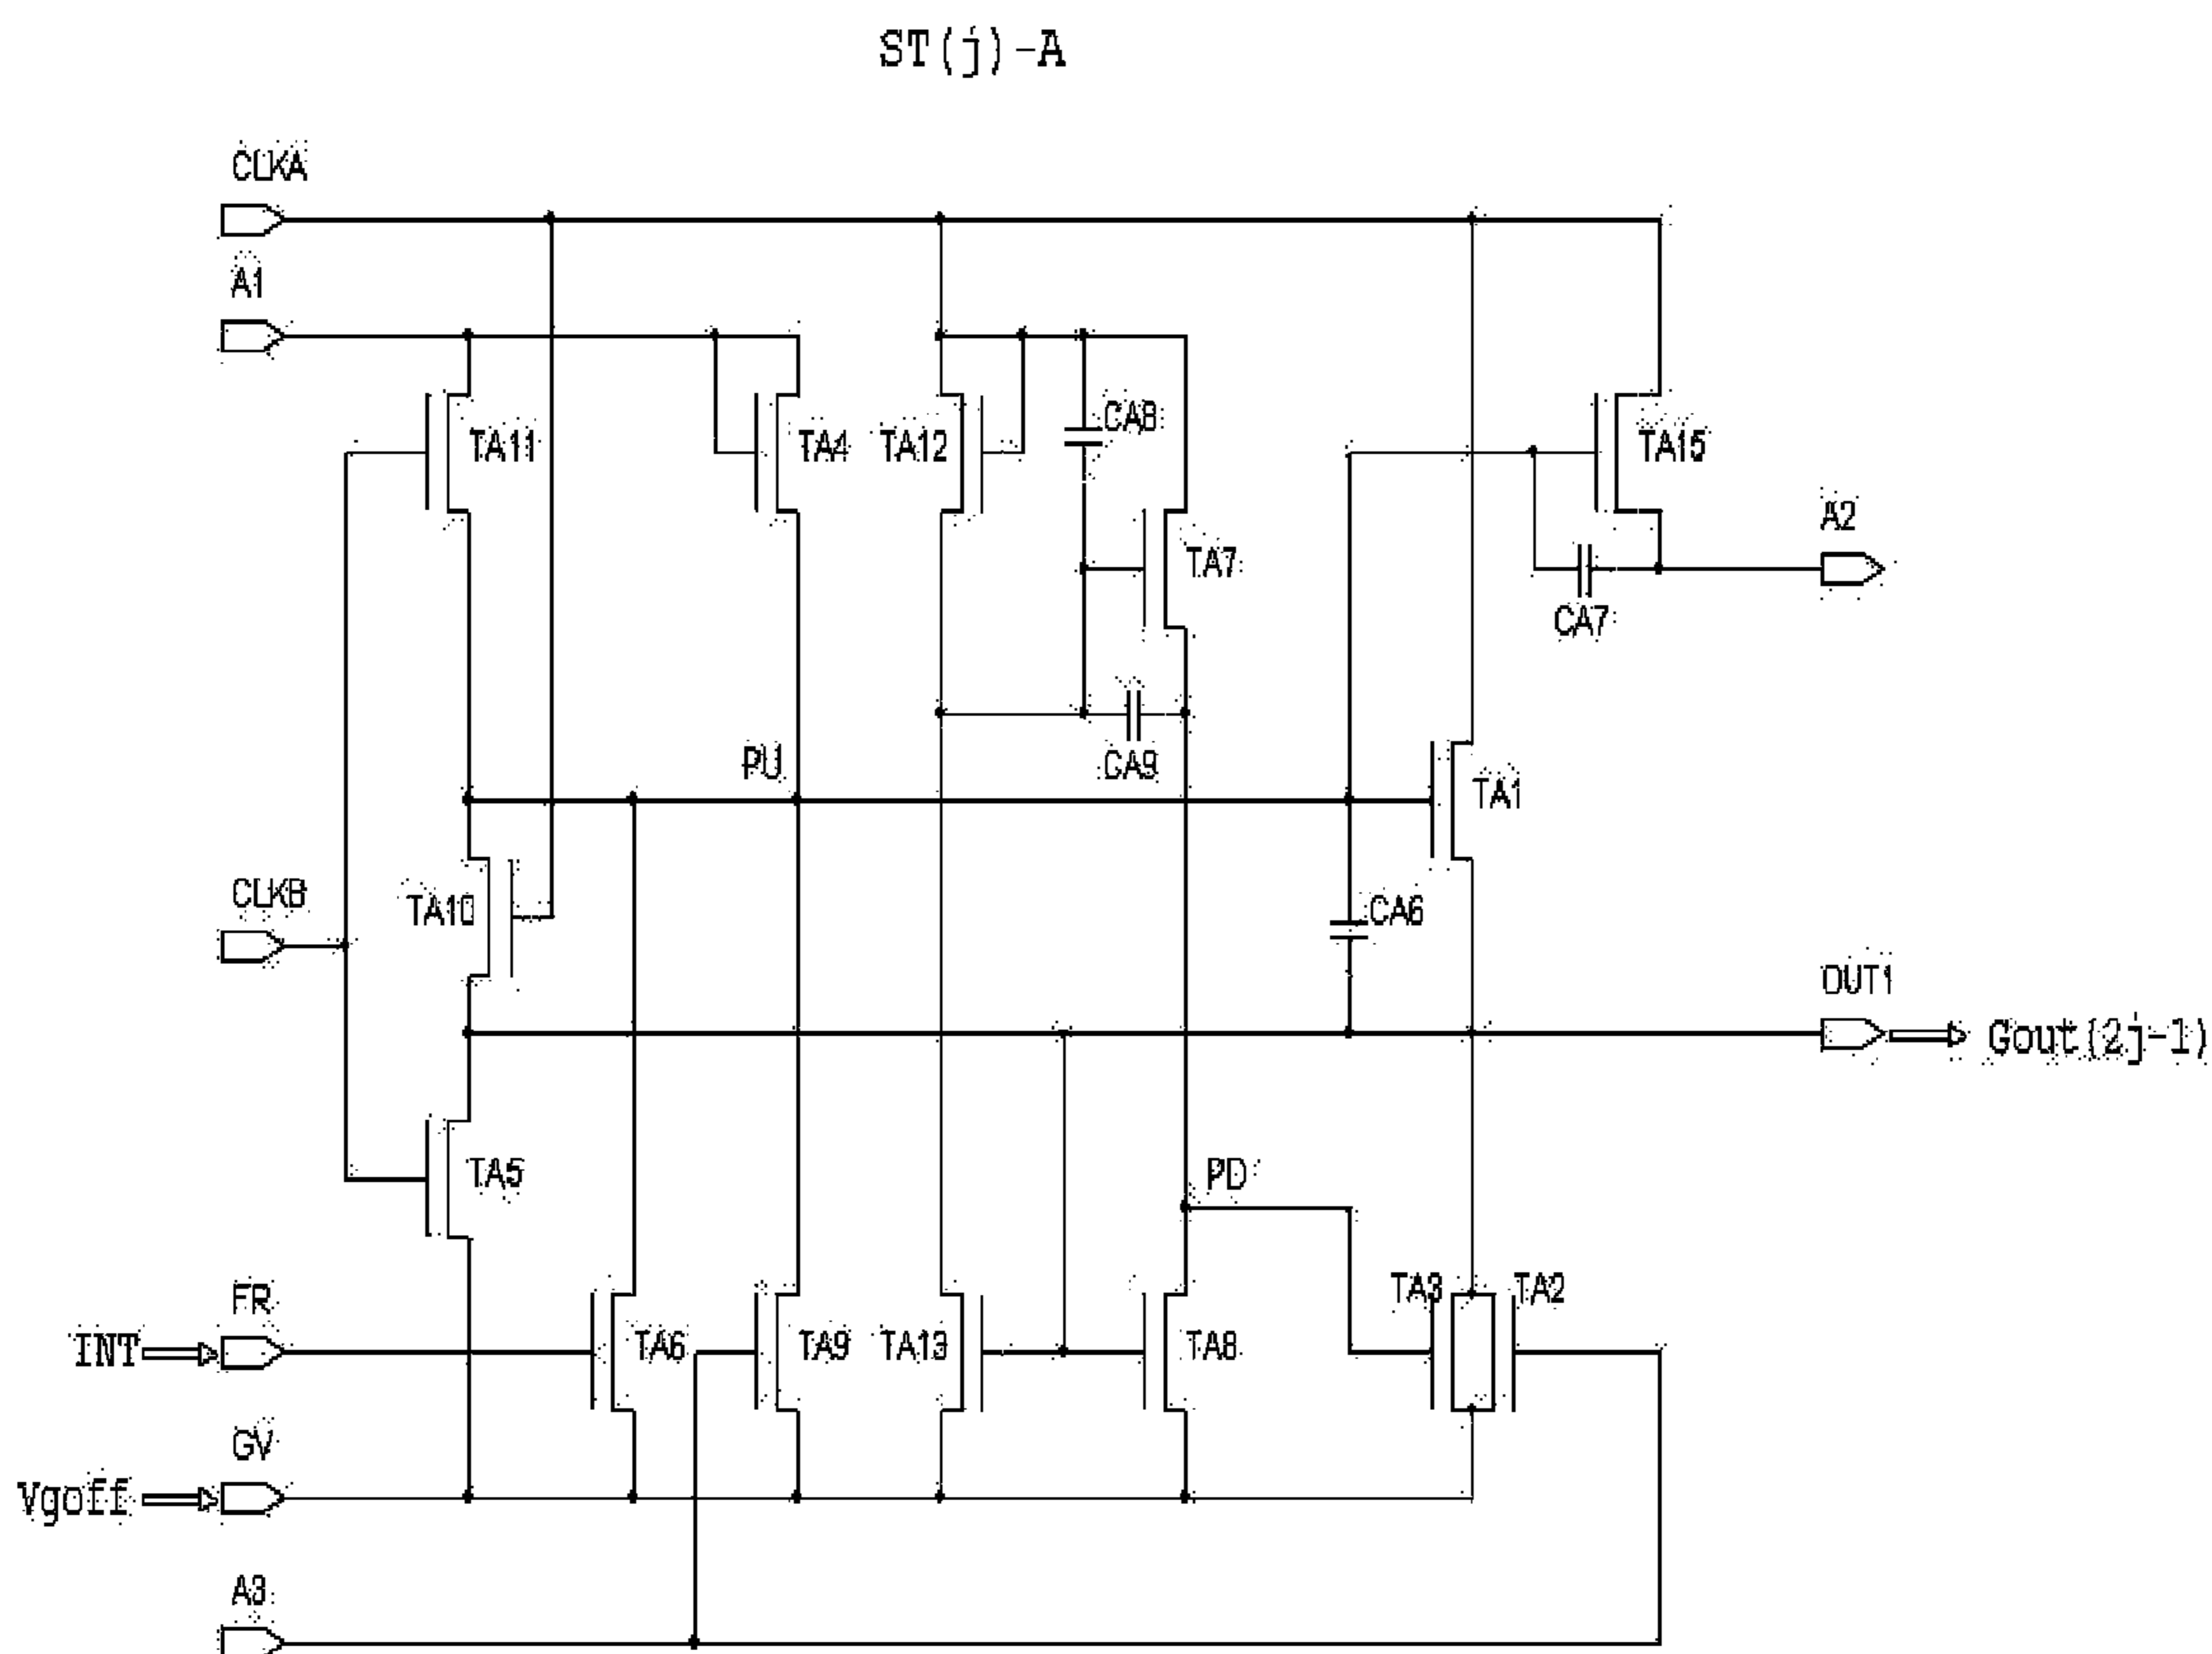 ST(j)-A
CLKA
A1
TA11
TA4
TA12
CA8
TA15
A2
TA7
CA7
PU
CA9
TA1
CLKB
TA10
CA6
OUT1
Gout(2j-1)
TA5
PD
FR
TA3
TA2
INT
TA6
TA9
TA13
TA8
GV
Vgoff
A3